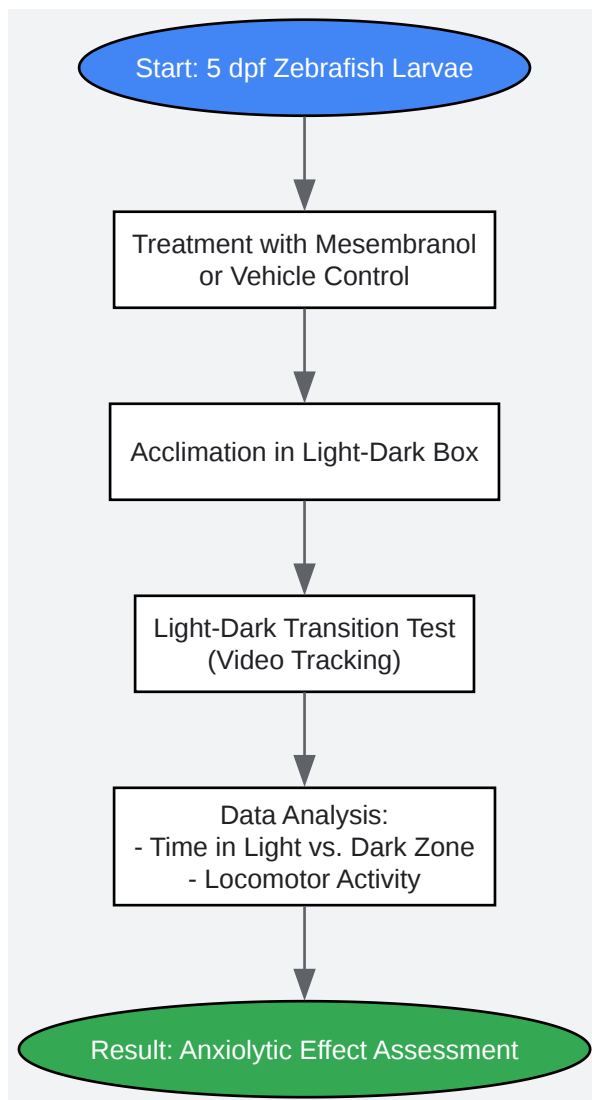 Start: 5 dpf Zebrafish Larvae
Treatment with Mesembranol
or Vehicle Control
Acclimation in Light-Dark Box
Light-Dark Transition Test
(Video Tracking)
Data Analysis:
- Time in Light vs. Dark Zone
- Locomotor Activity
Result: Anxiolytic Effect Assessment